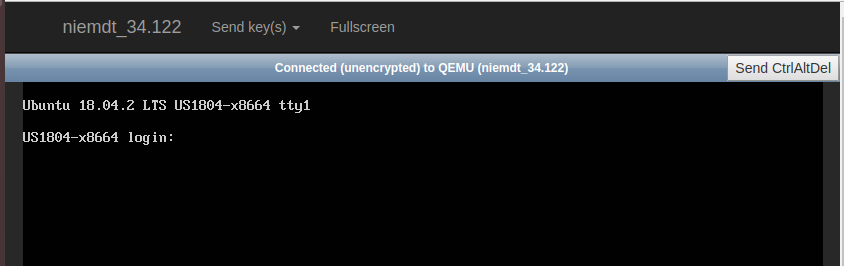 niemdt_34.122 Send key(s) Fullscreen
Connected (unencrypted) to QEMU (niemdt_34.122) Send CtrlAltDel
Ubuntu 18.04.2 LTS US1804-x8664 tty1
US1804-x8664 login: